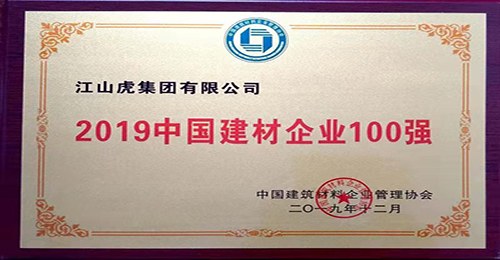 江山虎集团有限公司
2019中国建材企业100强
中国建筑材料企业管理协会
二〇一九年十二月